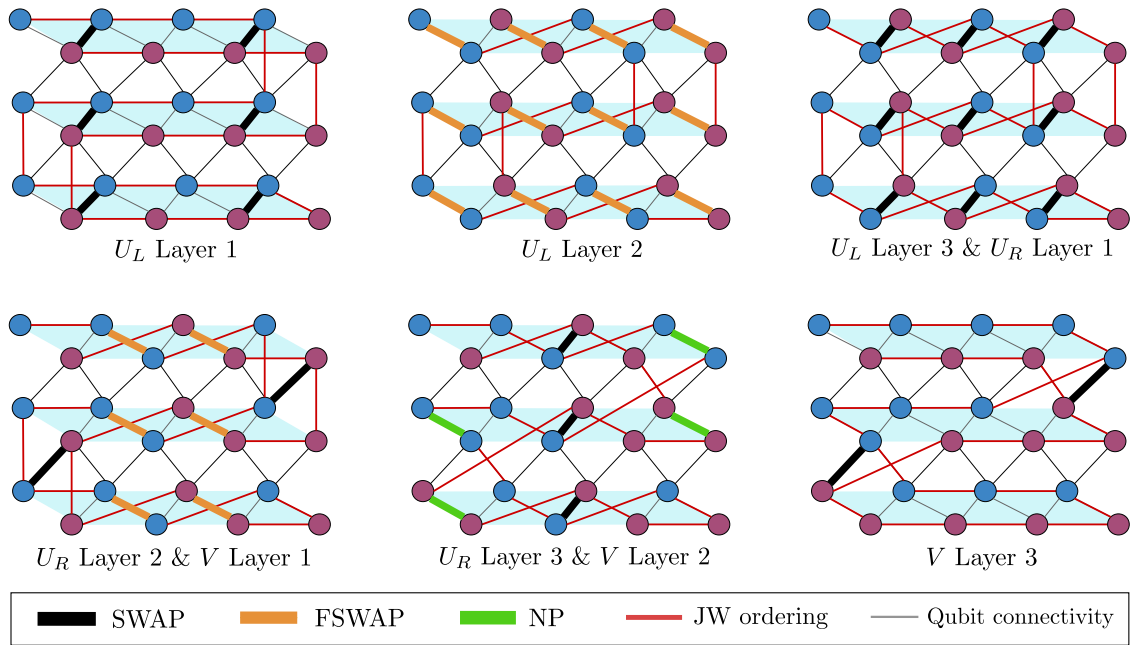 U_L Layer 1
U_L Layer 2
U_L Layer 3 & U_R Layer 1
U_R Layer 2 & V Layer 1
U_R Layer 3 & V Layer 2
V Layer 3
SWAP FSWAP NP JW ordering Qubit connectivity